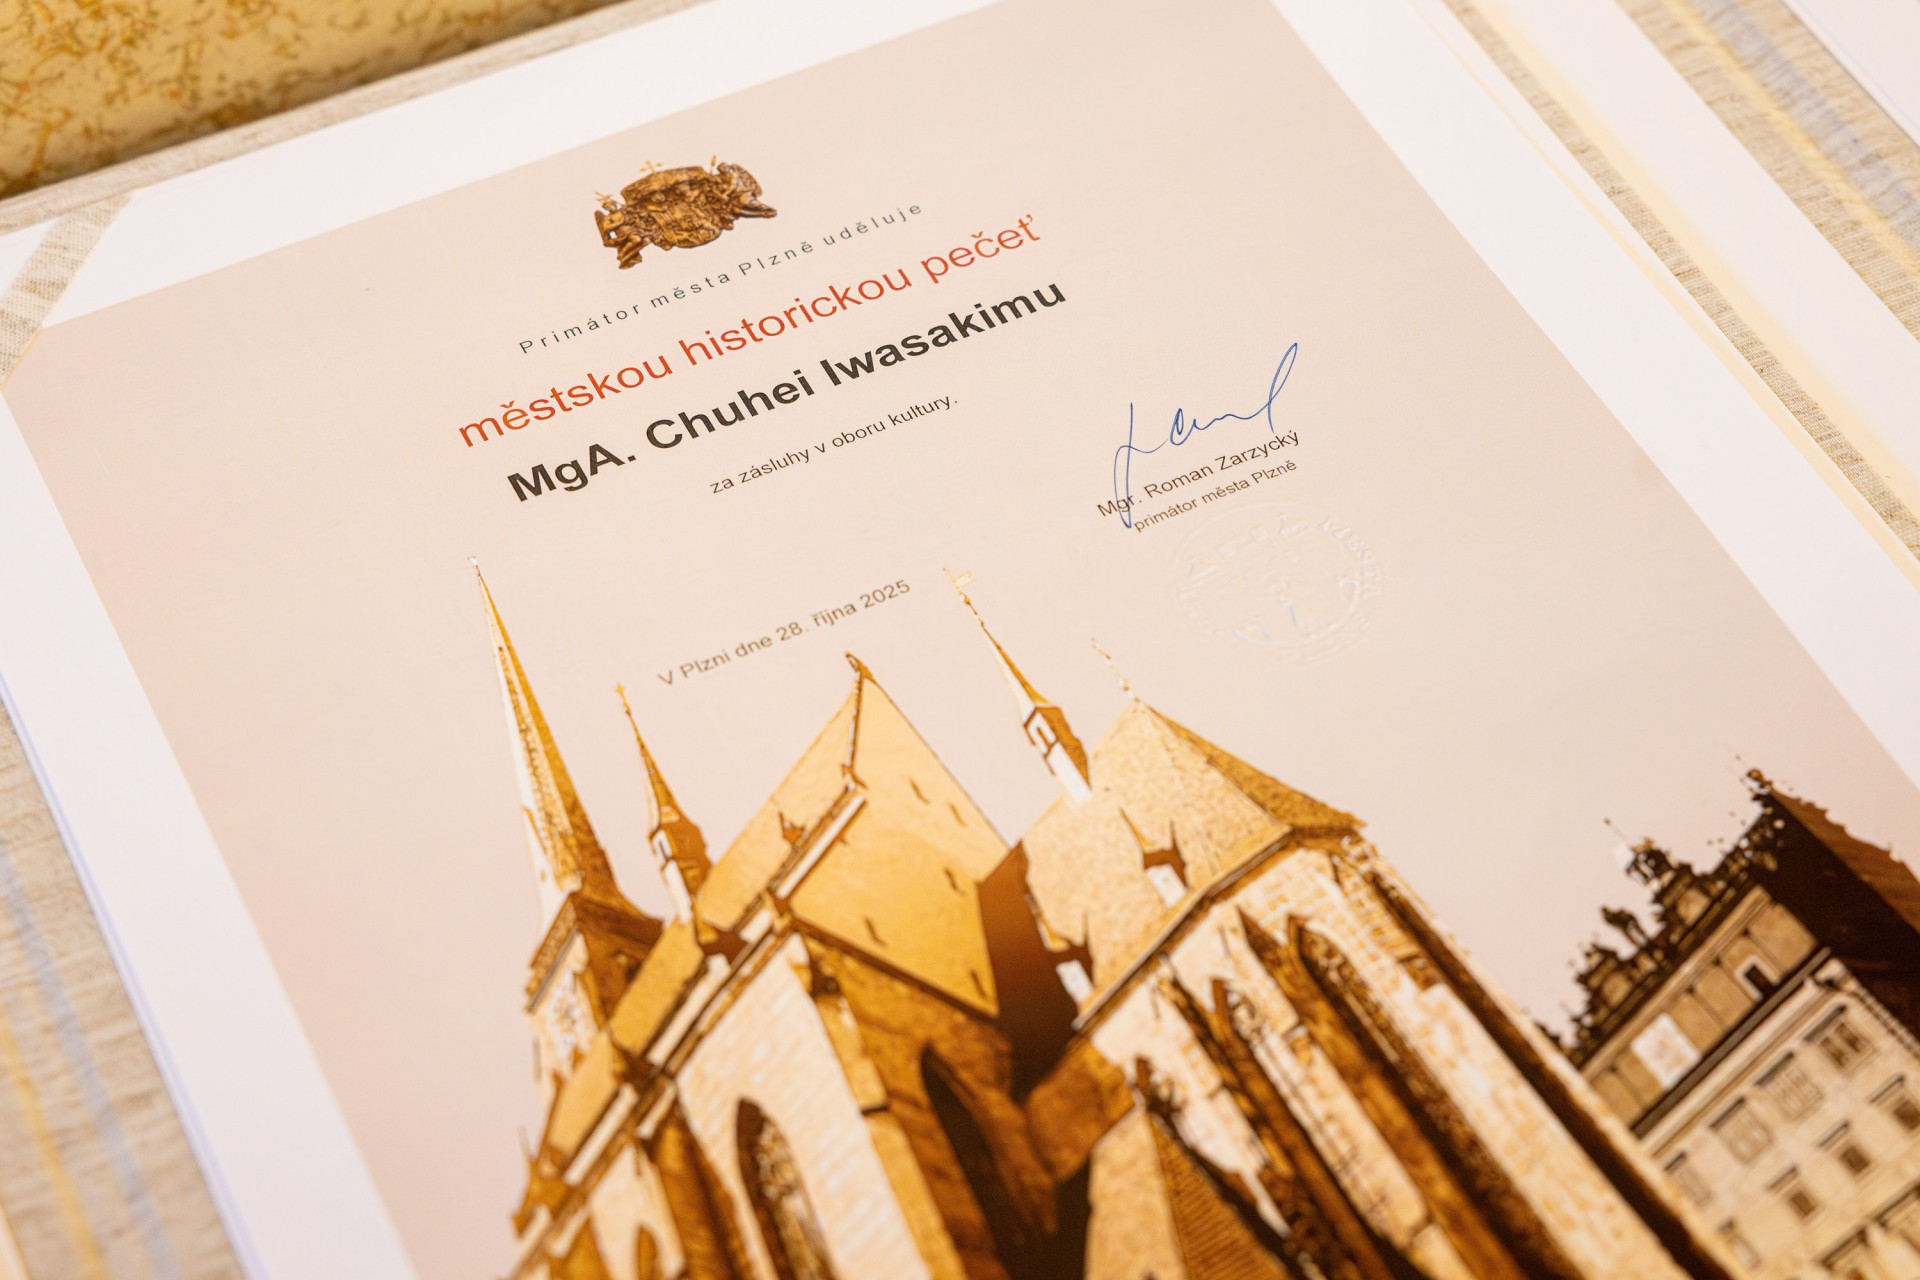 Primátor města Plzně uděluje
městskou historickou pečeť
MgA. Chuhei Iwasakimu
za zásluhy v oboru kultury.
Mgr. Roman Zarzycký
primátor města Plzně
V Plzni dne 28. října 2025